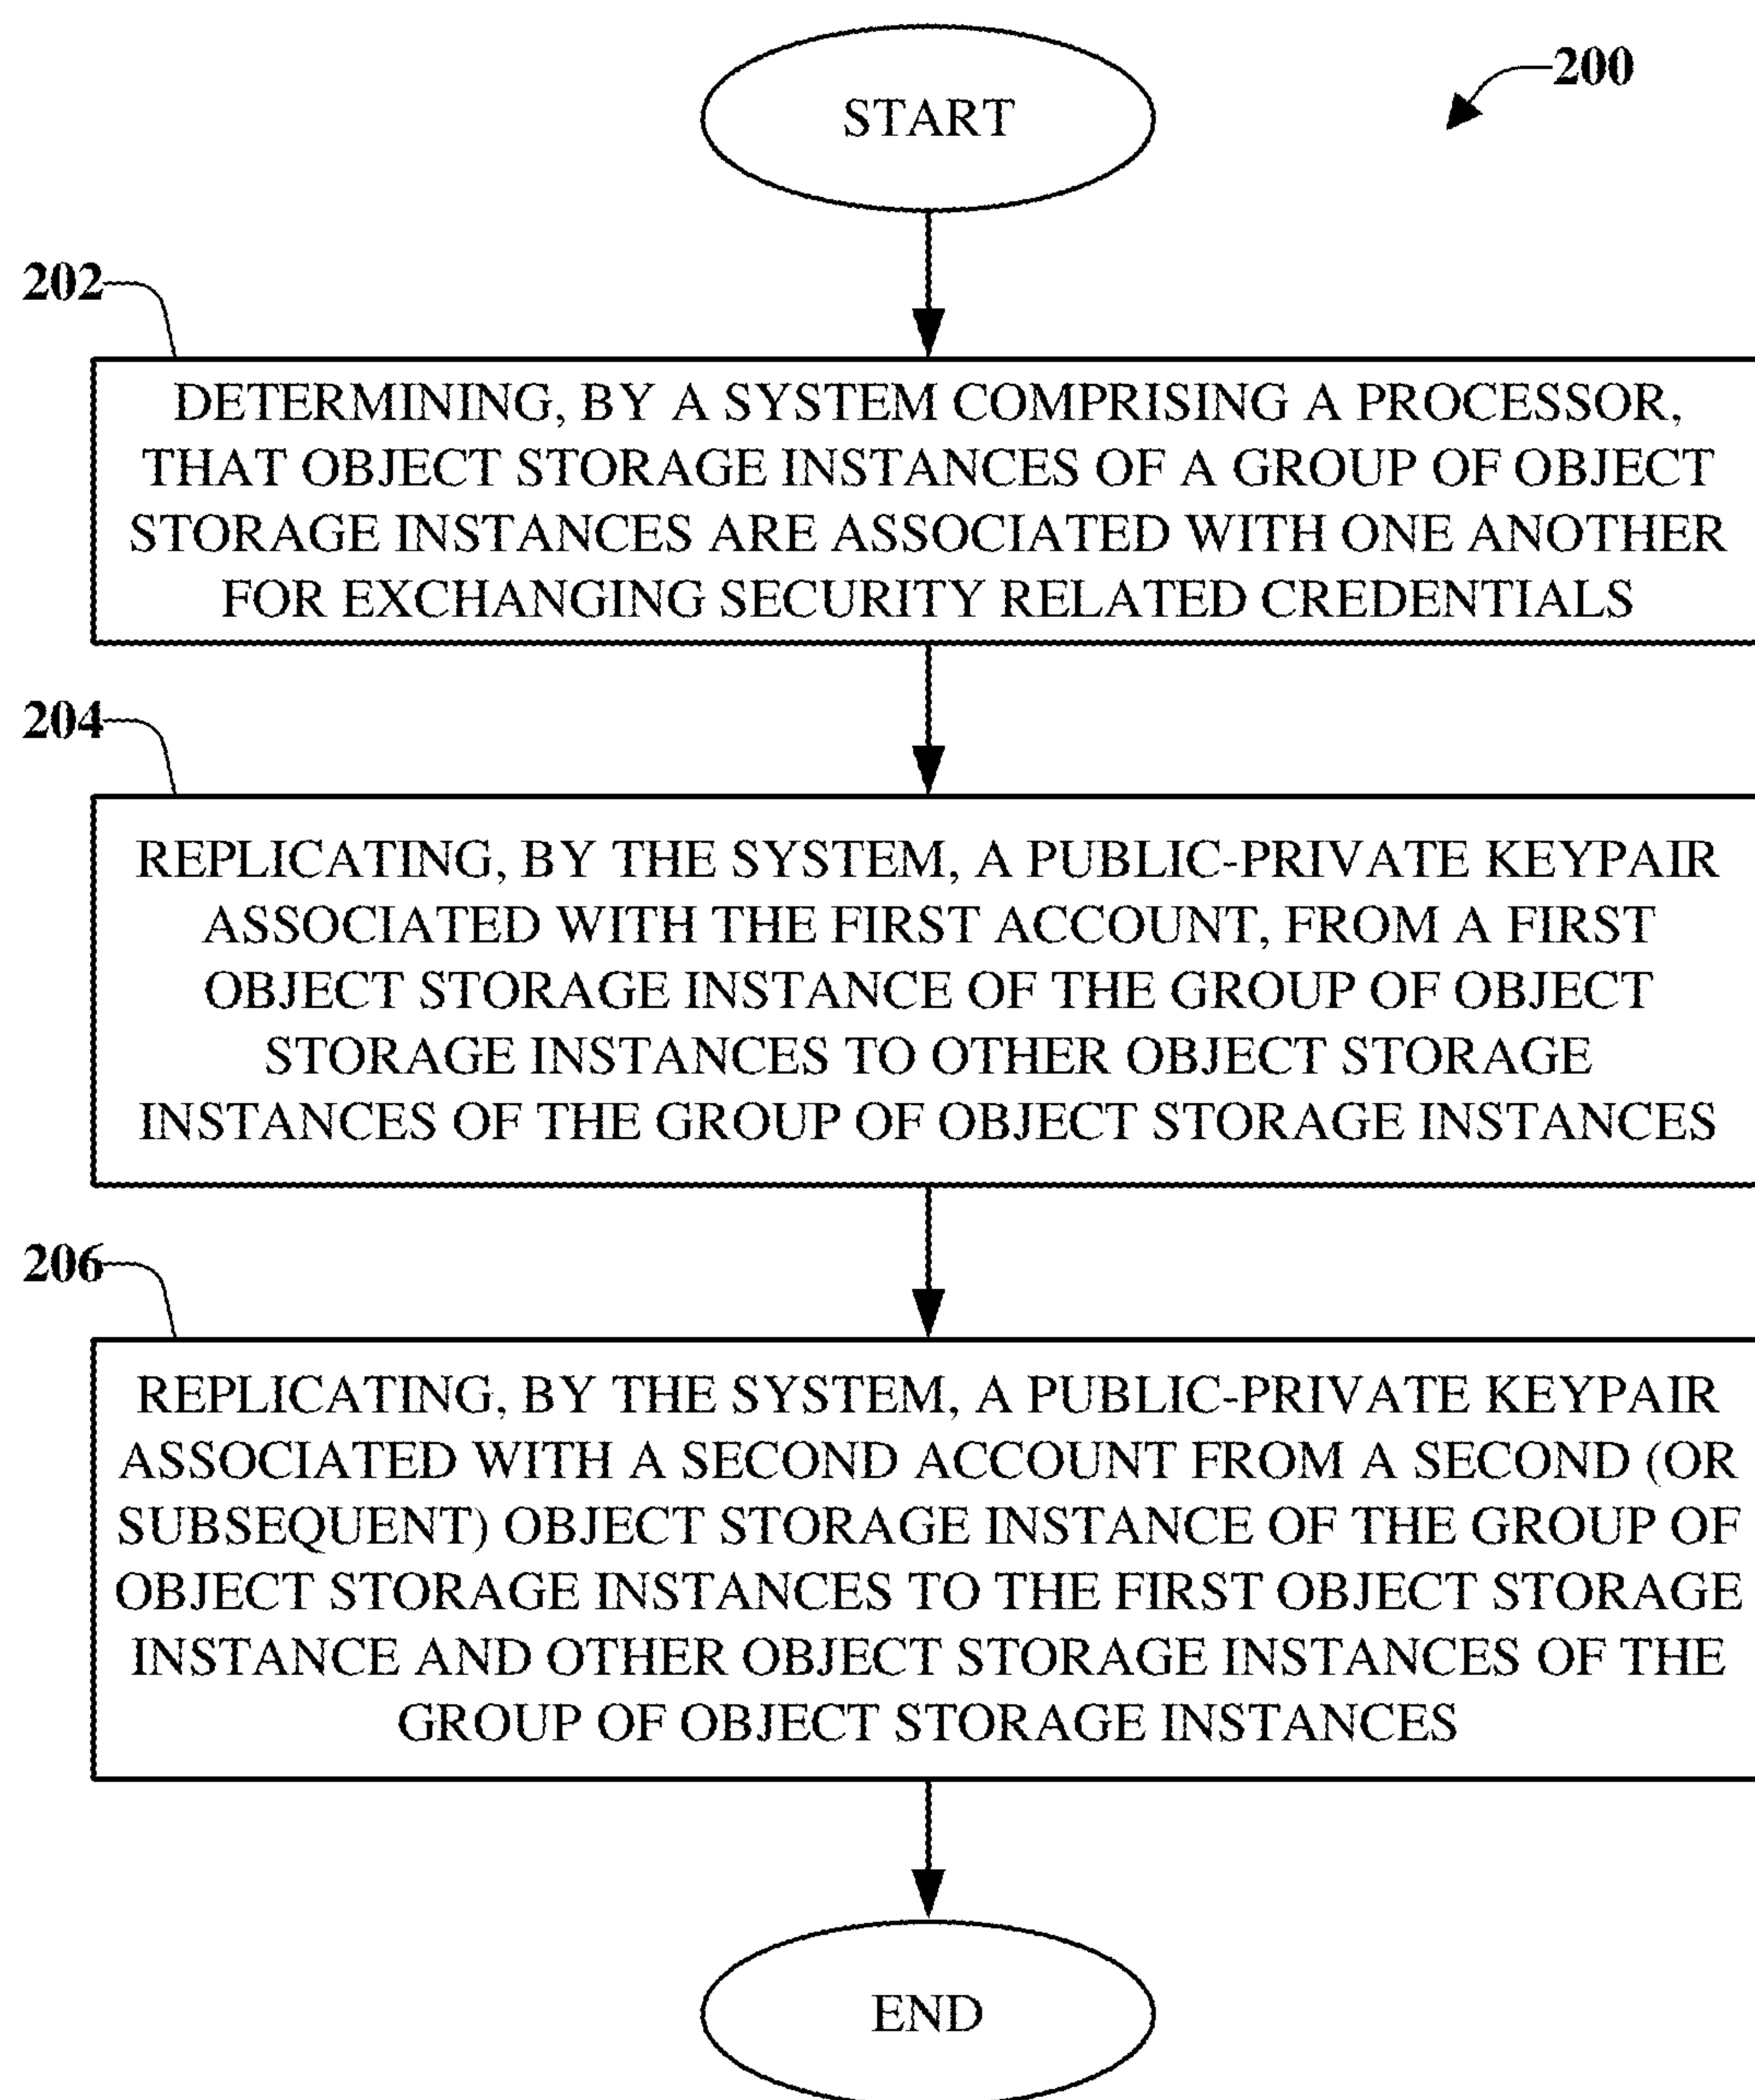 START
200
202
DETERMINING, BY A SYSTEM COMPRISING A PROCESSOR,
THAT OBJECT STORAGE INSTANCES OF A GROUP OF OBJECT
STORAGE INSTANCES ARE ASSOCIATED WITH ONE ANOTHER
FOR EXCHANGING SECURITY RELATED CREDENTIALS
204
REPLICATING, BY THE SYSTEM, A PUBLIC-PRIVATE KEYPAIR
ASSOCIATED WITH THE FIRST ACCOUNT, FROM A FIRST
OBJECT STORAGE INSTANCE OF THE GROUP OF OBJECT
STORAGE INSTANCES TO OTHER OBJECT STORAGE
INSTANCES OF THE GROUP OF OBJECT STORAGE INSTANCES
206
REPLICATING, BY THE SYSTEM, A PUBLIC-PRIVATE KEYPAIR
ASSOCIATED WITH A SECOND ACCOUNT FROM A SECOND (OR
SUBSEQUENT) OBJECT STORAGE INSTANCE OF THE GROUP OF
OBJECT STORAGE INSTANCES TO THE FIRST OBJECT STORAGE
INSTANCE AND OTHER OBJECT STORAGE INSTANCES OF THE
GROUP OF OBJECT STORAGE INSTANCES
END